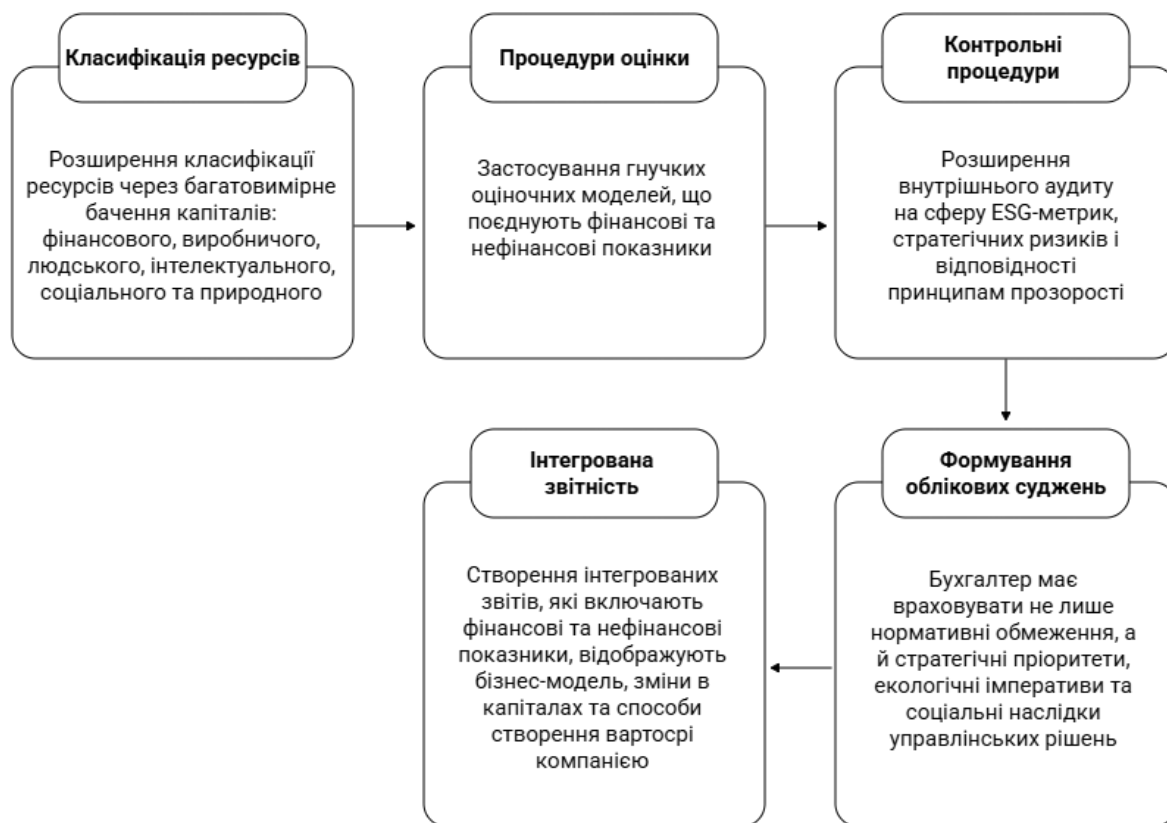 Класифікація ресурсів
Розширення класифікації
ресурсів через багатовимірне
бачення капіталів:
фінансового, виробничого,
людського, інтелектуального,
соціального та природного
Процедури оцінки
Застосування гнучких
оціночних моделей, що
поєднують фінансові та
нефінансові показники
Контрольні
процедури
Розширення
внутрішнього аудиту
на сферу ESG-метрик,
стратегічних ризиків і
відповідності
принципам прозорості
Формування
облікових суджень
Бухгалтер має
враховувати не лише
нормативні обмеження, а
й стратегічні пріоритети,
екологічні імперативи та
соціальні наслідки
управлінських рішень
Інтегрована
звітність
Створення інтегрованих
звітів, які включають
фінансові та нефінансові
показники, відображують
бізнес-модель, зміни в
капіталах та способи
створення вартосрі
компанією